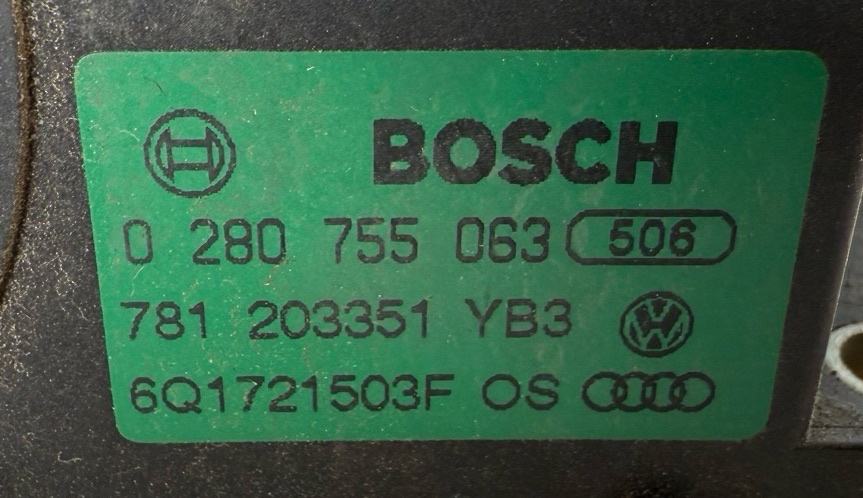 BOSCH
0 280 755 063 506
781 203351 YB3
6Q1721503F OS